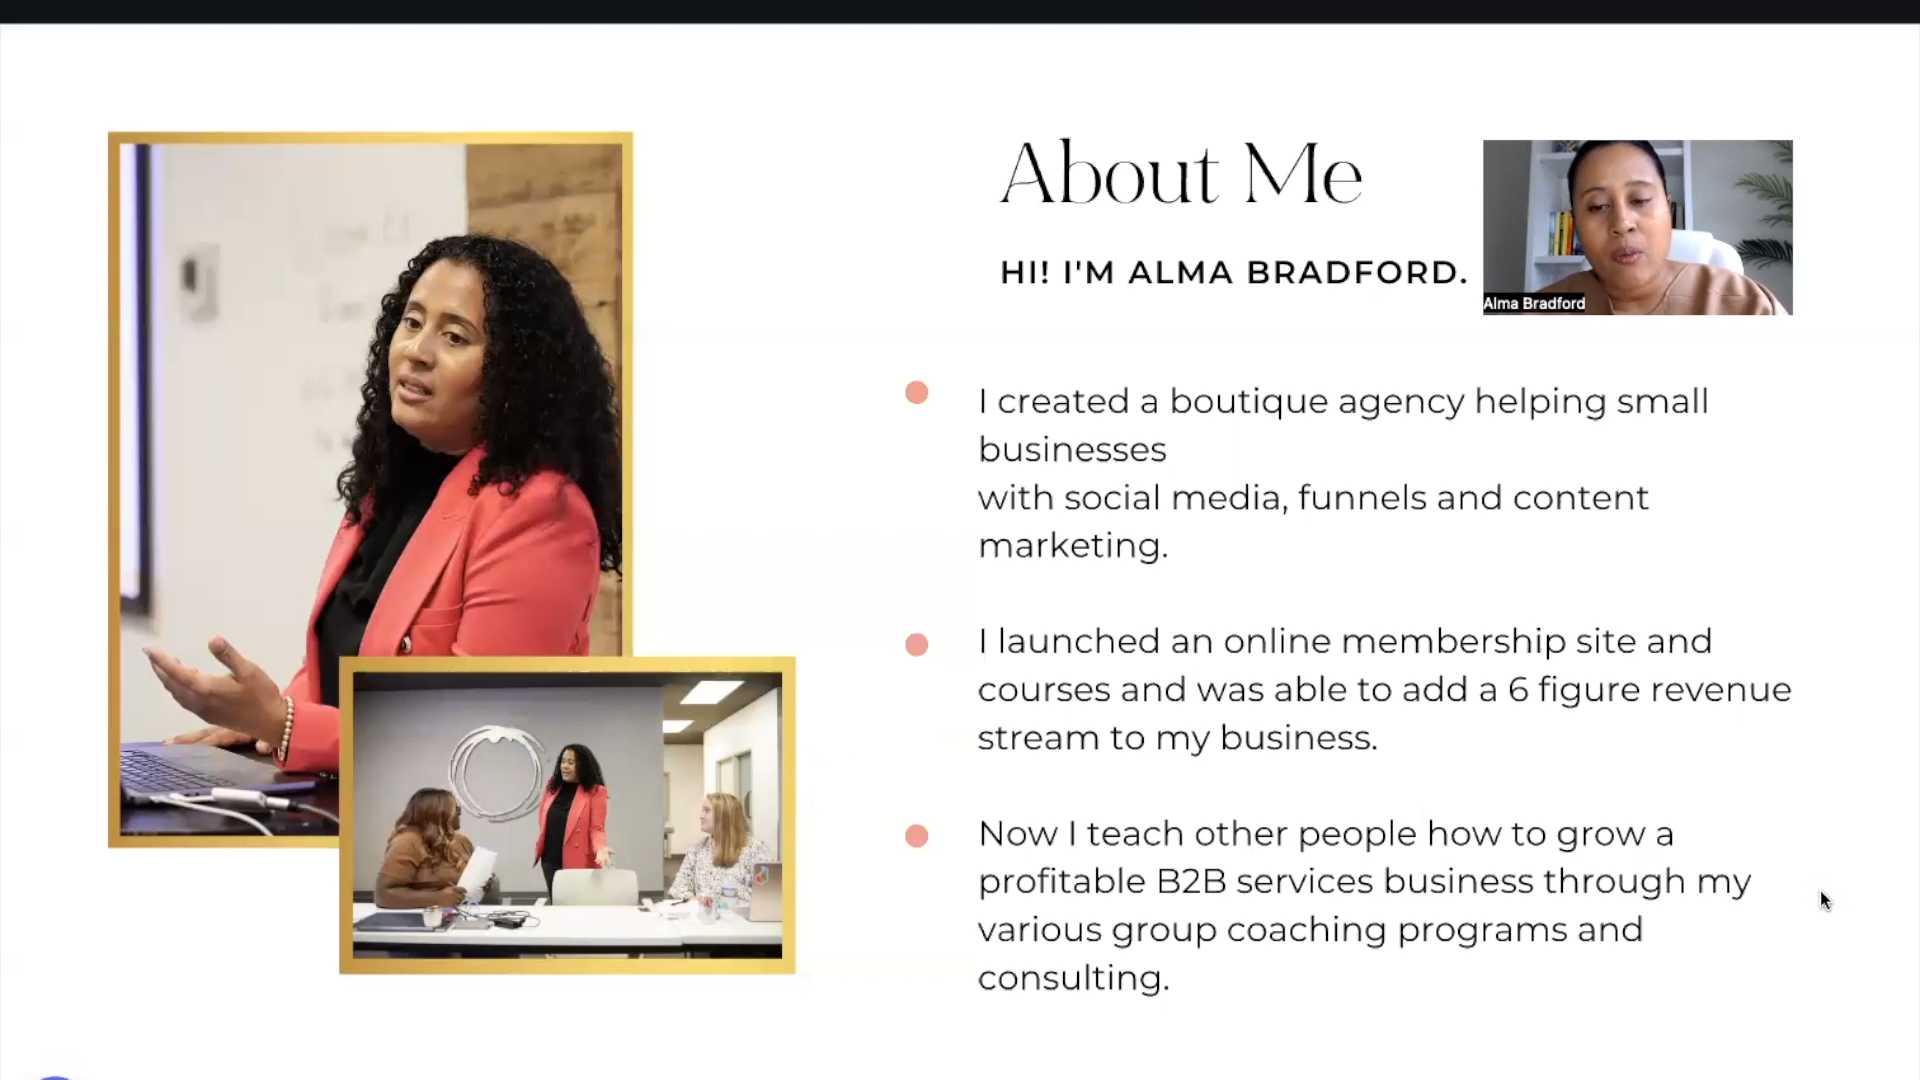 About Me
HI! I'M ALMA BRADFORD.
Alma Bradford
I created a boutique agency helping small
businesses
with social media, funnels and content
marketing.
I launched an online membership site and
courses and was able to add a 6 figure revenue
stream to my business.
Now I teach other people how to grow a
profitable B2B services business through my
various group coaching programs and
consulting.